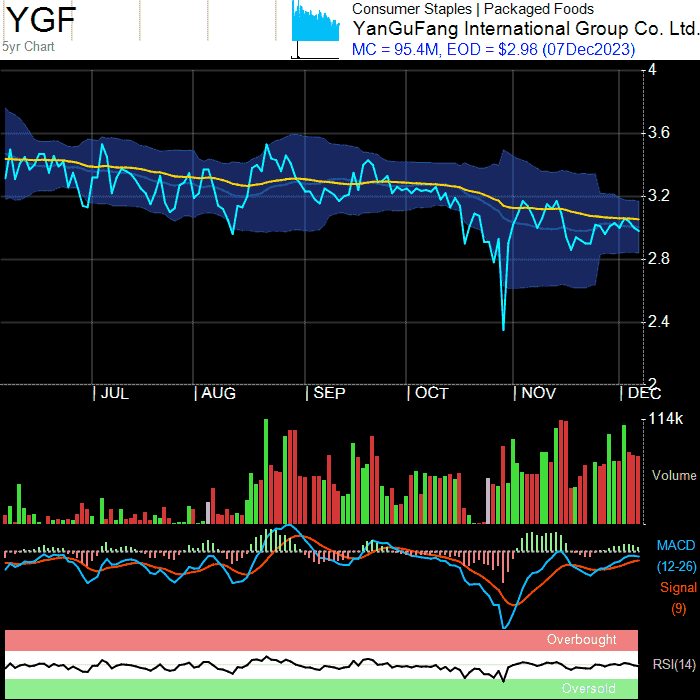 YGF
5yr Chart
Consumer Staples | Packaged Foods
YanGuFang International Group Co. Ltd.
MC = 95.4M, EOD = $2.98 (07Dec2023)
4
3.6
3.2
2.8
2.4
2
| JUL | AUG | SEP | OCT | NOV | DEC
114k
Volume
MACD
(12-26)
Signal
(9)
Overbought
RSI(14)
Oversold